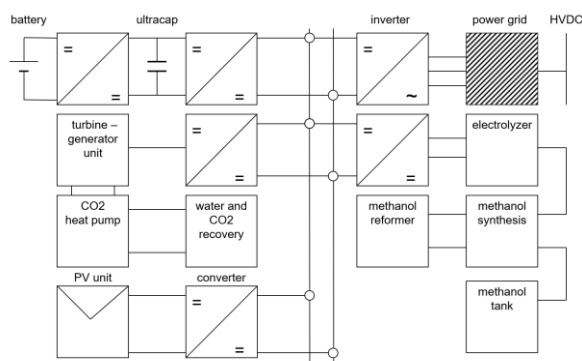 battery
ultracap
inverter
power grid
HVDC
=
=
=
=
=
~
turbine –
generator
unit
=
=
=
=
electrolyzer
CO2
heat pump
water and
CO2
recovery
methanol
reformer
methanol
synthesis
PV unit
converter
=
=
methanol
tank